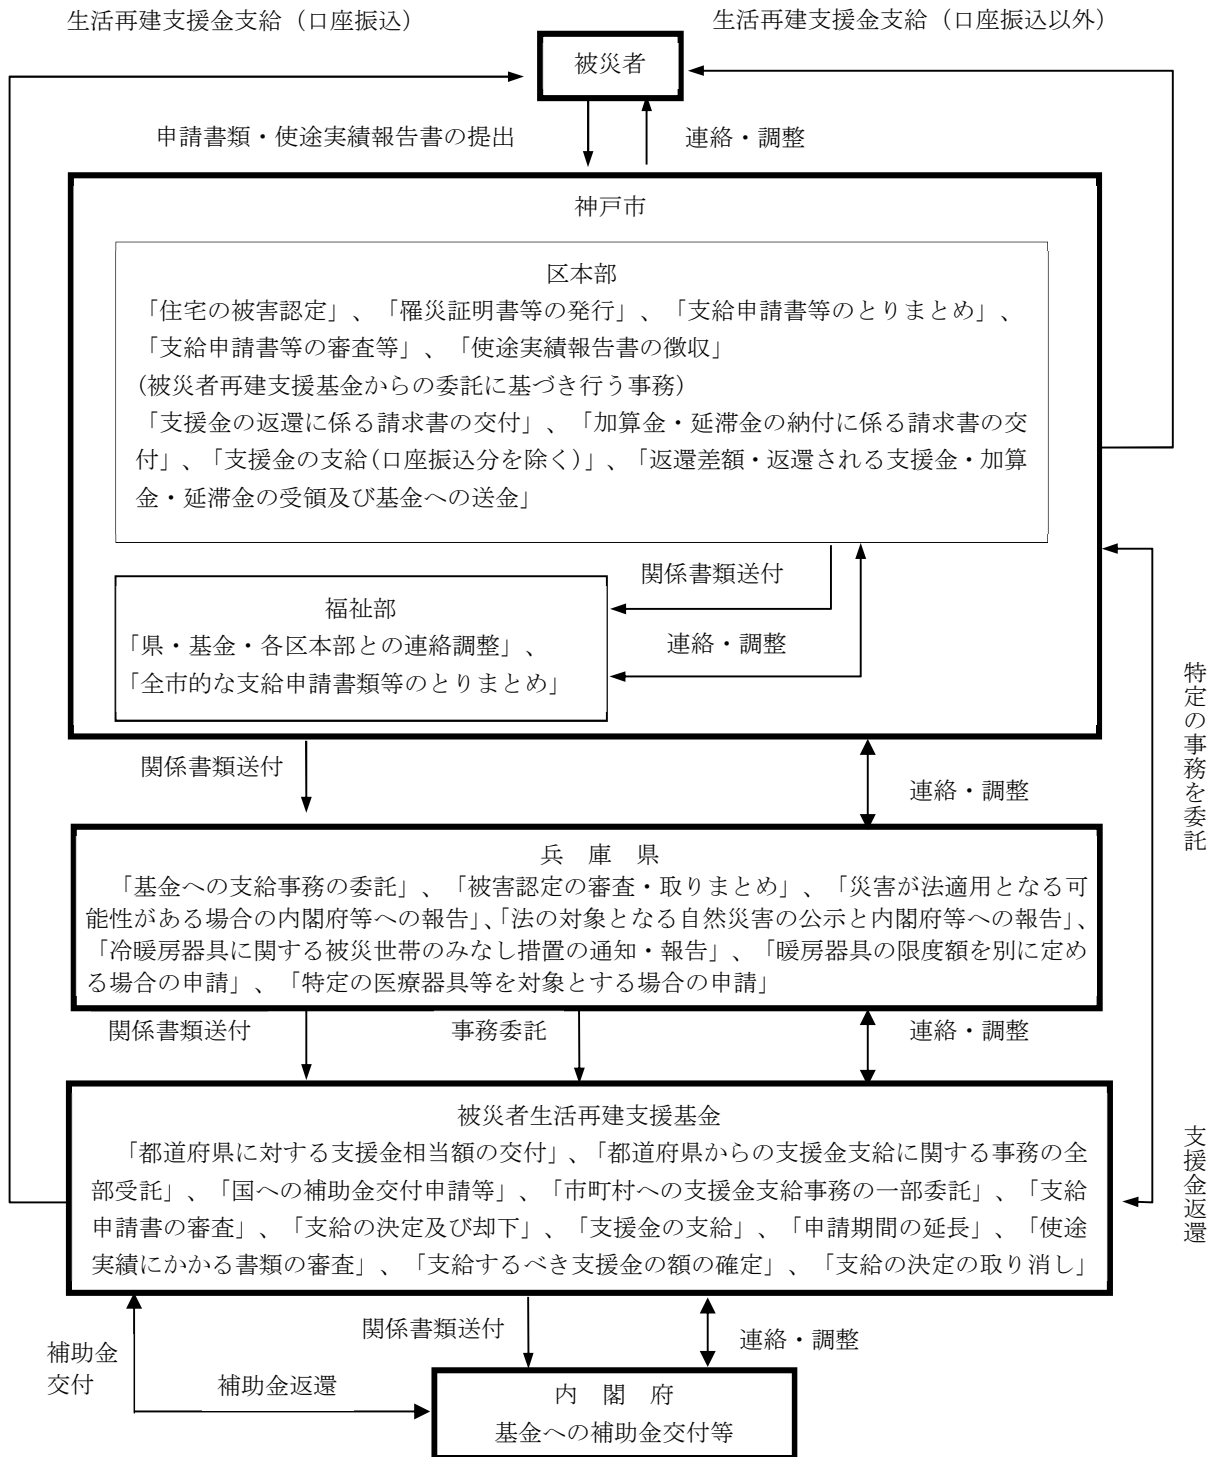 生活再建支援金支給（口座振込）
生活再建支援金支給（口座振込以外）
被災者
申請書類・使途実績報告書の提出
連絡・調整
神戸市
区本部
「住宅の被害認定」、「罹災証明書等の発行」、「支給申請書等のとりまとめ」、
「支給申請書等の審査等」、「使途実績報告書の徴収」
(被災者再建支援基金からの委託に基づき行う事務)
「支援金の返還に係る請求書の交付」、「加算金・延滞金の納付に係る請求書の交
付」、「支援金の支給(口座振込分を除く)」、「返還差額・返還される支援金・加算
金・延滞金の受領及び基金への送金」
関係書類送付
福祉部
「県・基金・各区本部との連絡調整」、
「全市的な支給申請書類等のとりまとめ」
連絡・調整
特定の事務を委託
関係書類送付
連絡・調整
兵　庫　県
「基金への支給事務の委託」、「被害認定の審査・取りまとめ」、「災害が法適用となる可
能性がある場合の内閣府等への報告」、「法の対象となる自然災害の公示と内閣府等への報告」、
「冷暖房器具に関する被災世帯のみなし措置の通知・報告」、「暖房器具の限度額を別に定め
る場合の申請」、「特定の医療器具等を対象とする場合の申請」
関係書類送付
事務委託
連絡・調整
被災者生活再建支援基金
「都道府県に対する支援金相当額の交付」、「都道府県からの支援金支給に関する事務の全
部受託」、「国への補助金交付申請等」、「市町村への支援金支給事務の一部委託」、「支給
申請書の審査」、「支給の決定及び却下」、「支援金の支給」、「申請期間の延長」、「使途
実績にかかる書類の審査」、「支給するべき支援金の額の確定」、「支給の決定の取り消し」
支援金返還
関係書類送付
連絡・調整
補助金
交付
補助金返還
内　閣　府
基金への補助金交付等